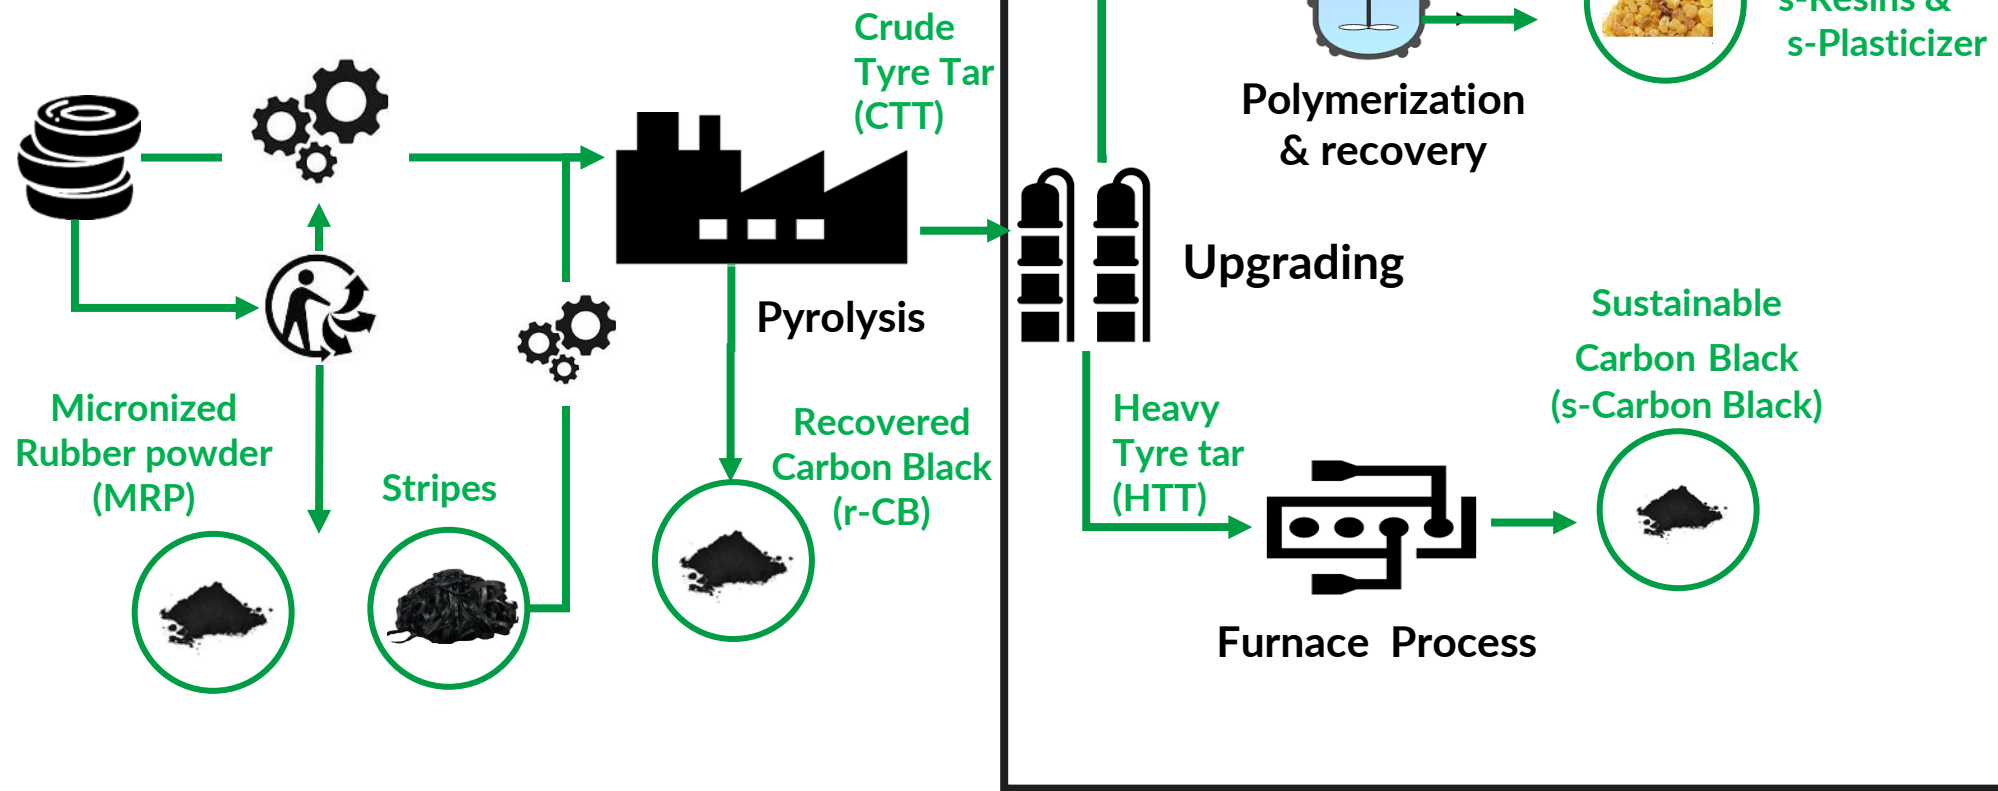 Crude
Tyre Tar
(CTT)
s-Resins &
s-Plasticizer
Polymerization
& recovery
Upgrading
Pyrolysis
Sustainable
Carbon Black
(s-Carbon Black)
Micronized
Rubber powder
(MRP)
Stripes
Recovered
Carbon Black
(r-CB)
Heavy
Tyre tar
(HTT)
Furnace Process